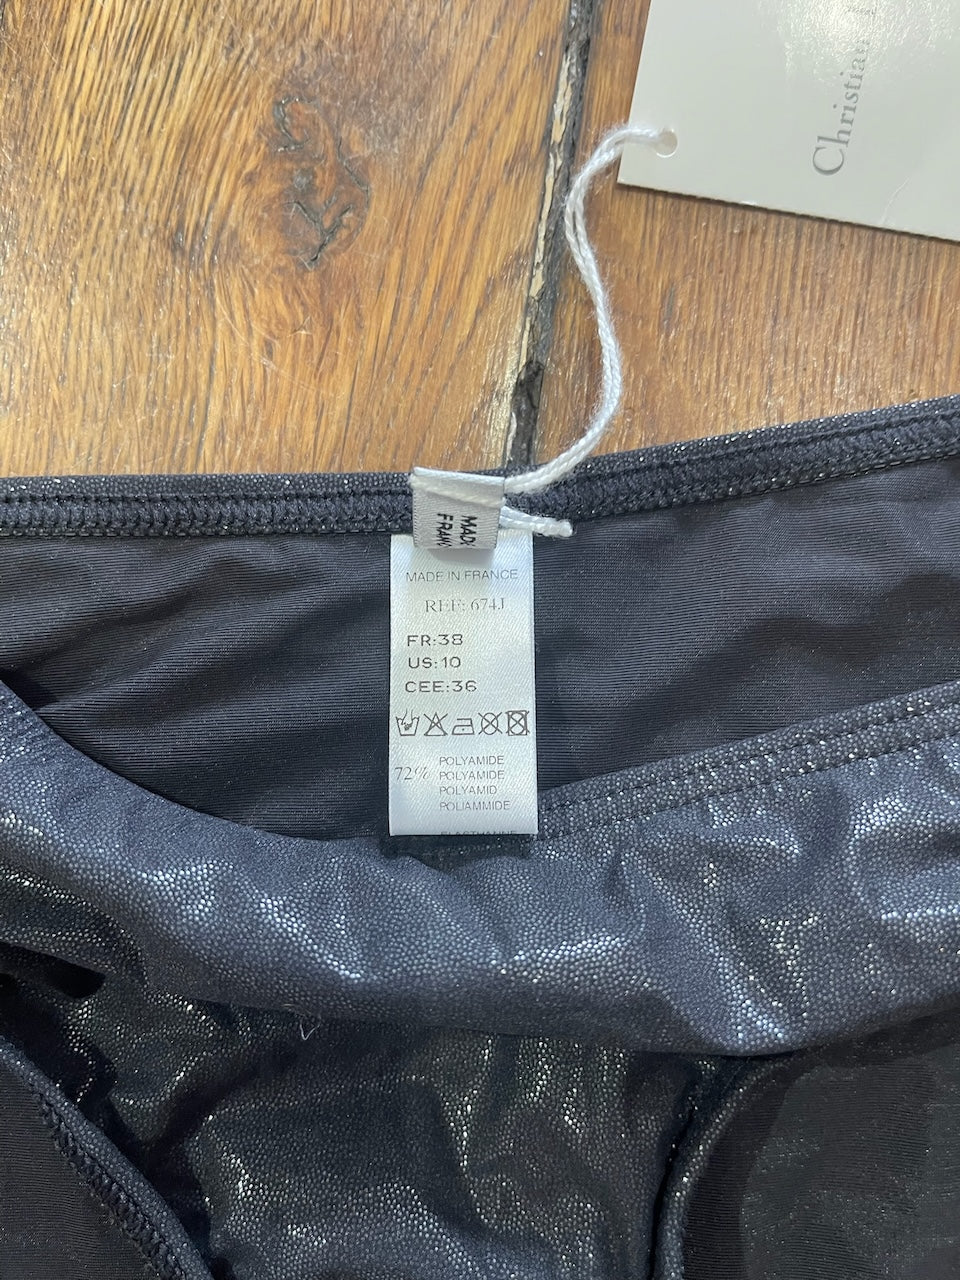 Christian
MADE IN FRANCE
REF: 674J
FR:38
US:10
CEE:36
72% POLYAMIDE
POLYAMIDE
POLYAMID
POLIAMMIDE